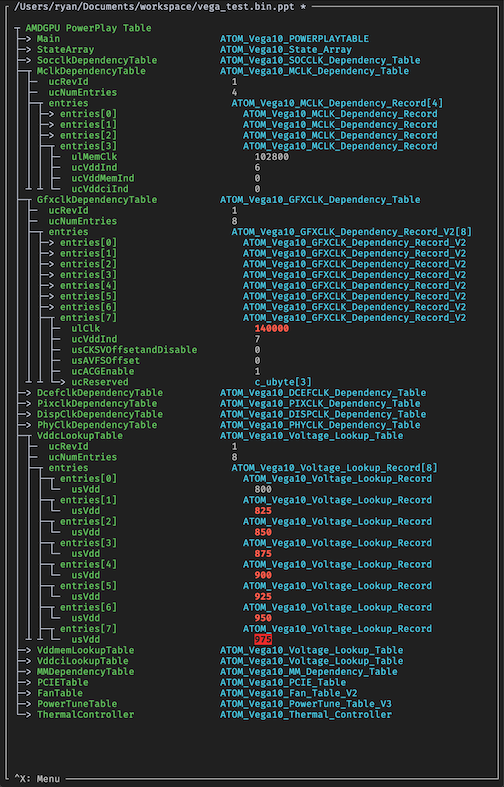 /Users/ryan/Documents/workspace/vega_test.bin.ppt *
AMDGPU PowerPlay Table
Main ATOM_Vega10_POWERPLAYTABLE
StateArray ATOM_Vega10_State_Array
SocclkDependencyTable ATOM_Vega10_SOCCLK_Dependency_Table
MclkDependencyTable ATOM_Vega10_MCLK_Dependency_Table
ucRevId 1
ucNumEntries 4
entries ATOM_Vega10_MCLK_Dependency_Record[4]
entries[0] ATOM_Vega10_MCLK_Dependency_Record
entries[1] ATOM_Vega10_MCLK_Dependency_Record
entries[2] ATOM_Vega10_MCLK_Dependency_Record
entries[3] ATOM_Vega10_MCLK_Dependency_Record
ulMemClk 102800
ucVddInd 6
ucVddMemInd 0
ucVddciInd 0
GfxclkDependencyTable ATOM_Vega10_GFXCLK_Dependency_Table
ucRevId 1
ucNumEntries 8
entries ATOM_Vega10_GFXCLK_Dependency_Record_V2[8]
entries[0] ATOM_Vega10_GFXCLK_Dependency_Record_V2
entries[1] ATOM_Vega10_GFXCLK_Dependency_Record_V2
entries[2] ATOM_Vega10_GFXCLK_Dependency_Record_V2
entries[3] ATOM_Vega10_GFXCLK_Dependency_Record_V2
entries[4] ATOM_Vega10_GFXCLK_Dependency_Record_V2
entries[5] ATOM_Vega10_GFXCLK_Dependency_Record_V2
entries[6] ATOM_Vega10_GFXCLK_Dependency_Record_V2
entries[7] ATOM_Vega10_GFXCLK_Dependency_Record_V2
ulClk 140000
ucVddInd 7
usCKSVOffsetandDisable 0
usAVFSOffset 0
ucACGEnable 1
ucReserved c_ubyte[3]
DcefclkDependencyTable ATOM_Vega10_DCEFCLK_Dependency_Table
PixclkDependencyTable ATOM_Vega10_PIXCLK_Dependency_Table
DispClkDependencyTable ATOM_Vega10_DISPCLK_Dependency_Table
PhyClkDependencyTable ATOM_Vega10_PHYCLK_Dependency_Table
VddcLookupTable ATOM_Vega10_Voltage_Lookup_Table
ucRevId 1
ucNumEntries 8
entries ATOM_Vega10_Voltage_Lookup_Record[8]
entries[0] ATOM_Vega10_Voltage_Lookup_Record
usVdd 800
entries[1] ATOM_Vega10_Voltage_Lookup_Record
usVdd 825
entries[2] ATOM_Vega10_Voltage_Lookup_Record
usVdd 850
entries[3] ATOM_Vega10_Voltage_Lookup_Record
usVdd 875
entries[4] ATOM_Vega10_Voltage_Lookup_Record
usVdd 900
entries[5] ATOM_Vega10_Voltage_Lookup_Record
usVdd 925
entries[6] ATOM_Vega10_Voltage_Lookup_Record
usVdd 950
entries[7] ATOM_Vega10_Voltage_Lookup_Record
usVdd 975
VddmemLookupTable ATOM_Vega10_Voltage_Lookup_Table
VddciLookupTable ATOM_Vega10_Voltage_Lookup_Table
MMDependencyTable ATOM_Vega10_MM_Dependency_Table
PCIETable ATOM_Vega10_PCIE_Table
FanTable ATOM_Vega10_Fan_Table_V2
PowerTuneTable ATOM_Vega10_PowerTune_Table_V3
ThermalController ATOM_Vega10_Thermal_Controller
^X: Menu